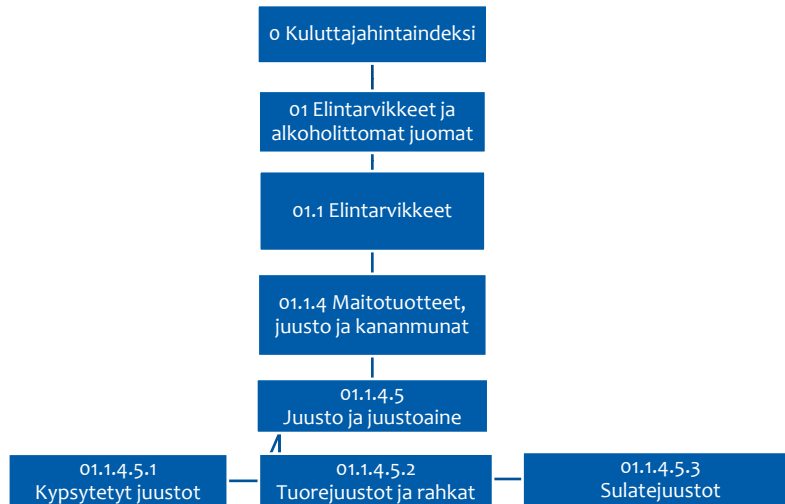 0 Kuluttajahintaindeksi
01 Elintarvikkeet ja
alkoholittomat juomat
01.1 Elintarvikkeet
01.1.4 Maitotuotteet,
juusto ja kananmunat
01.1.4.5
Juusto ja juustoaine
01.1.4.5.1
Kypsytetyt juustot
01.1.4.5.2
Tuorejuustot ja rahkat
01.1.4.5.3
Sulatejuustot